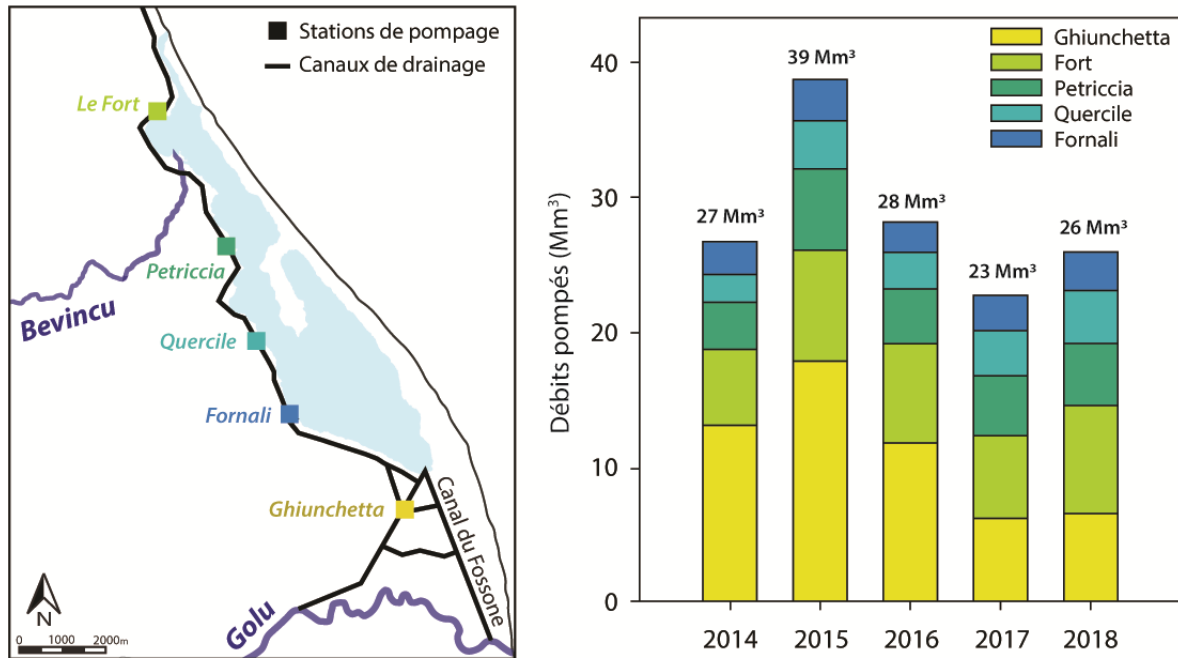 Stations de pompage
Canaux de drainage
Le Fort
Petriccia
Bevincu
Quercile
Fornali
Ghiunchetta
Canal du Fossone
Golu
N
0 1000 2000m
Débits pompés (Mm³)
40
30
20
10
0
Ghiunchetta
Fort
Petriccia
Quercile
Fornali
27 Mm³
39 Mm³
28 Mm³
23 Mm³
26 Mm³
2014 2015 2016 2017 2018